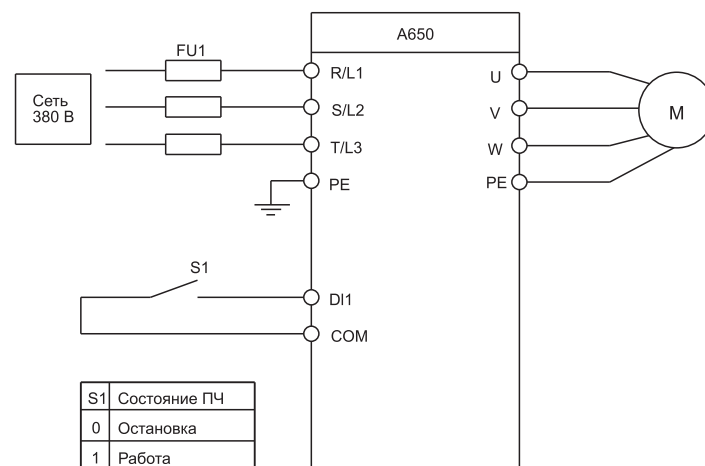 A650
FU1
Сеть
380 В
R/L1
S/L2
T/L3
PE
U
V
W
PE
M
S1
DI1
COM
S1 Состояние ПЧ
0 Остановка
1 Работа